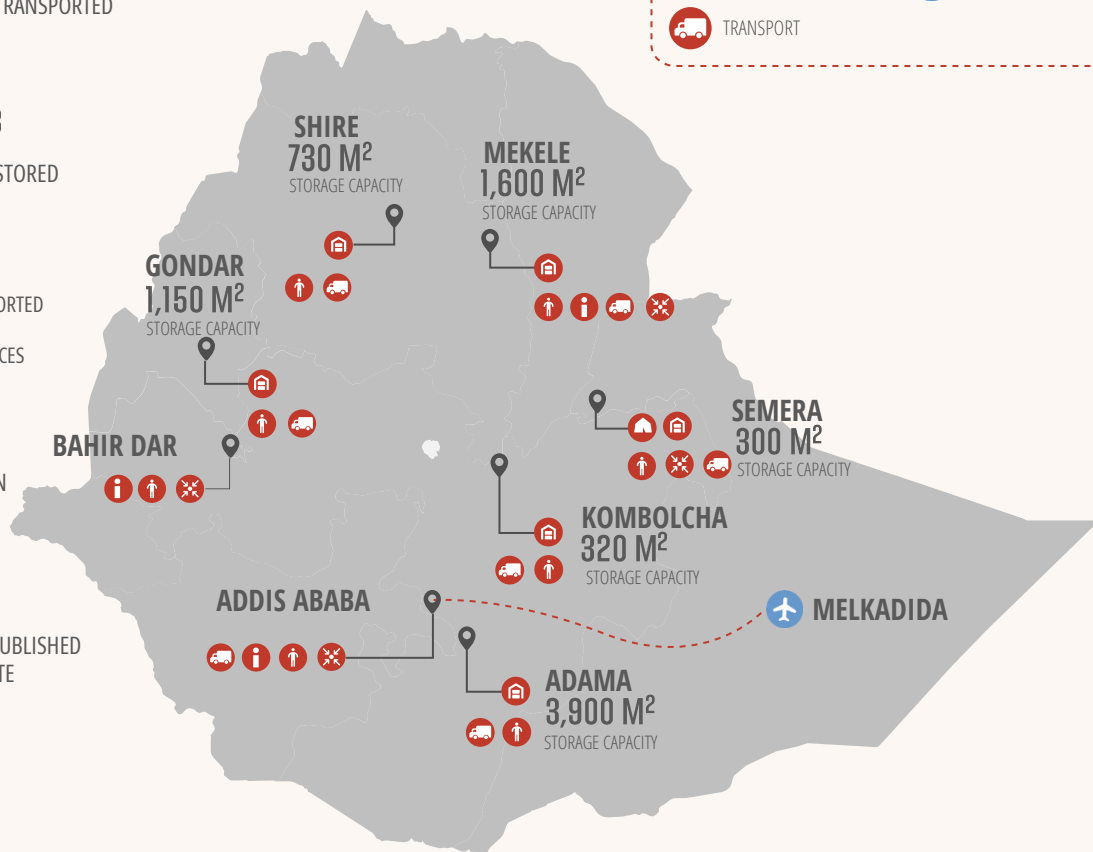 TRANSPORTED
TRANSPORT
STORED
SHIRE
730 M²
STORAGE CAPACITY
MEKELE
1,600 M²
STORAGE CAPACITY
GONDAR
1,150 M²
STORAGE CAPACITY
BAHIR DAR
SEMERA
300 M²
STORAGE CAPACITY
KOMBOLCHA
320 M²
STORAGE CAPACITY
ADDIS ABABA
MELKADIDA
ADAMA
3,900 M²
STORAGE CAPACITY
ORTED
CES
N
UBLISHED
TE